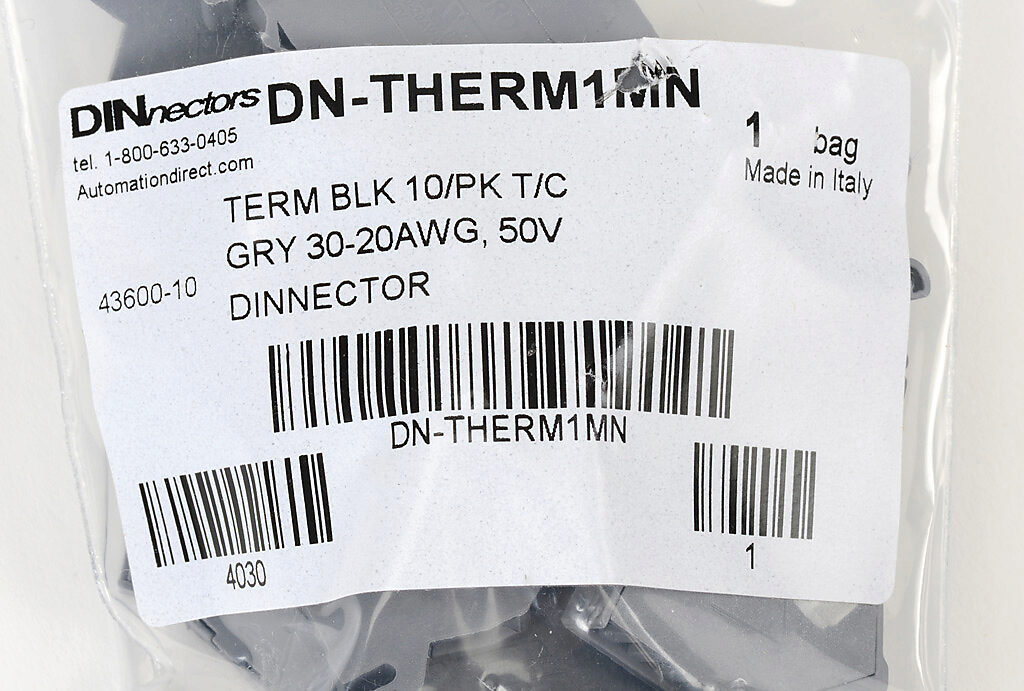 DINnectors DN-THERM1MN
tel. 1-800-633-0405
Automationdirect.com
1 bag
Made in Italy
TERM BLK 10/PK T/C
GRY 30-20AWG, 50V
43600-10
DINNECTOR
DN-THERM1MN
4030
1